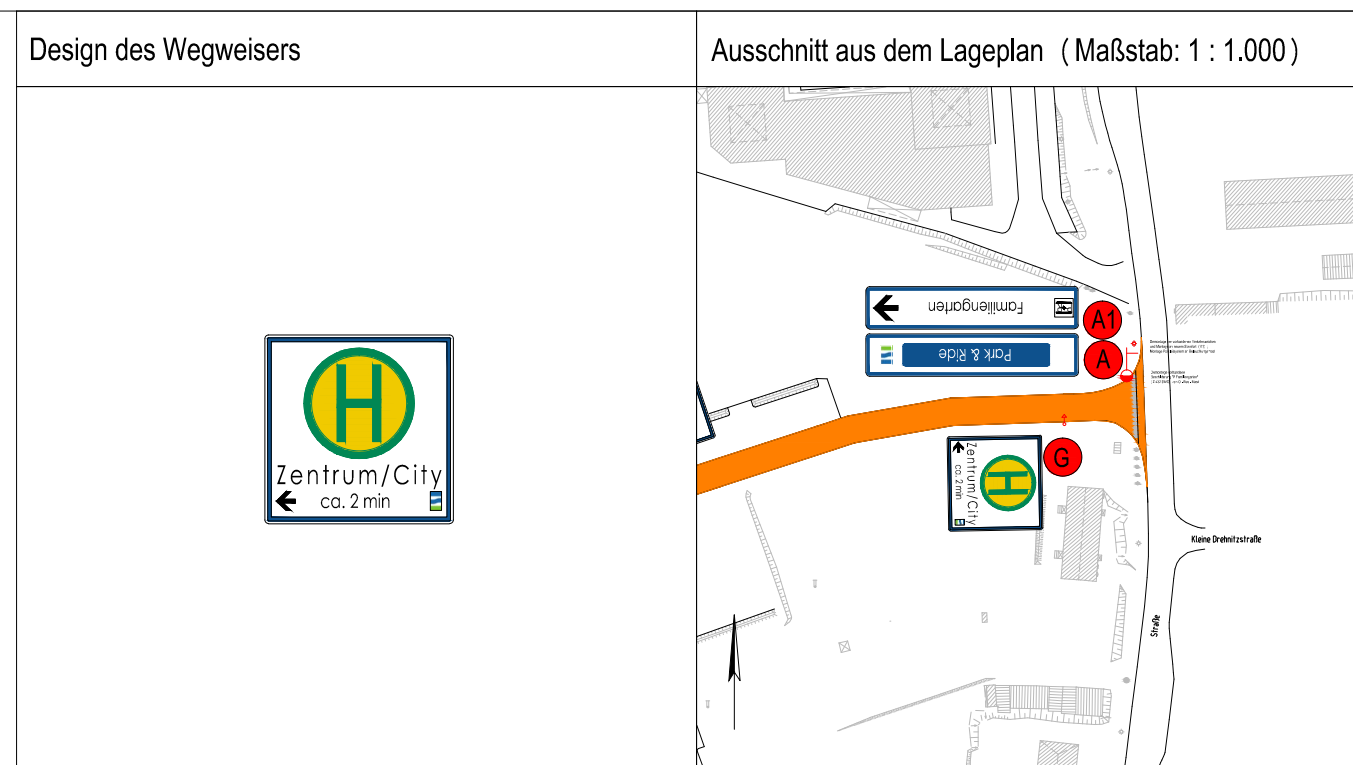 Design des Wegweisers
Ausschnitt aus dem Lageplan (Maßstab: 1 : 1.000)
H
Zentrum/City
ca. 2 min
Familiengarten
A1
Park & Ride
A
H
Zentrum/City
ca. 2 min
G
Kleine Drehnitzstraße
Straße